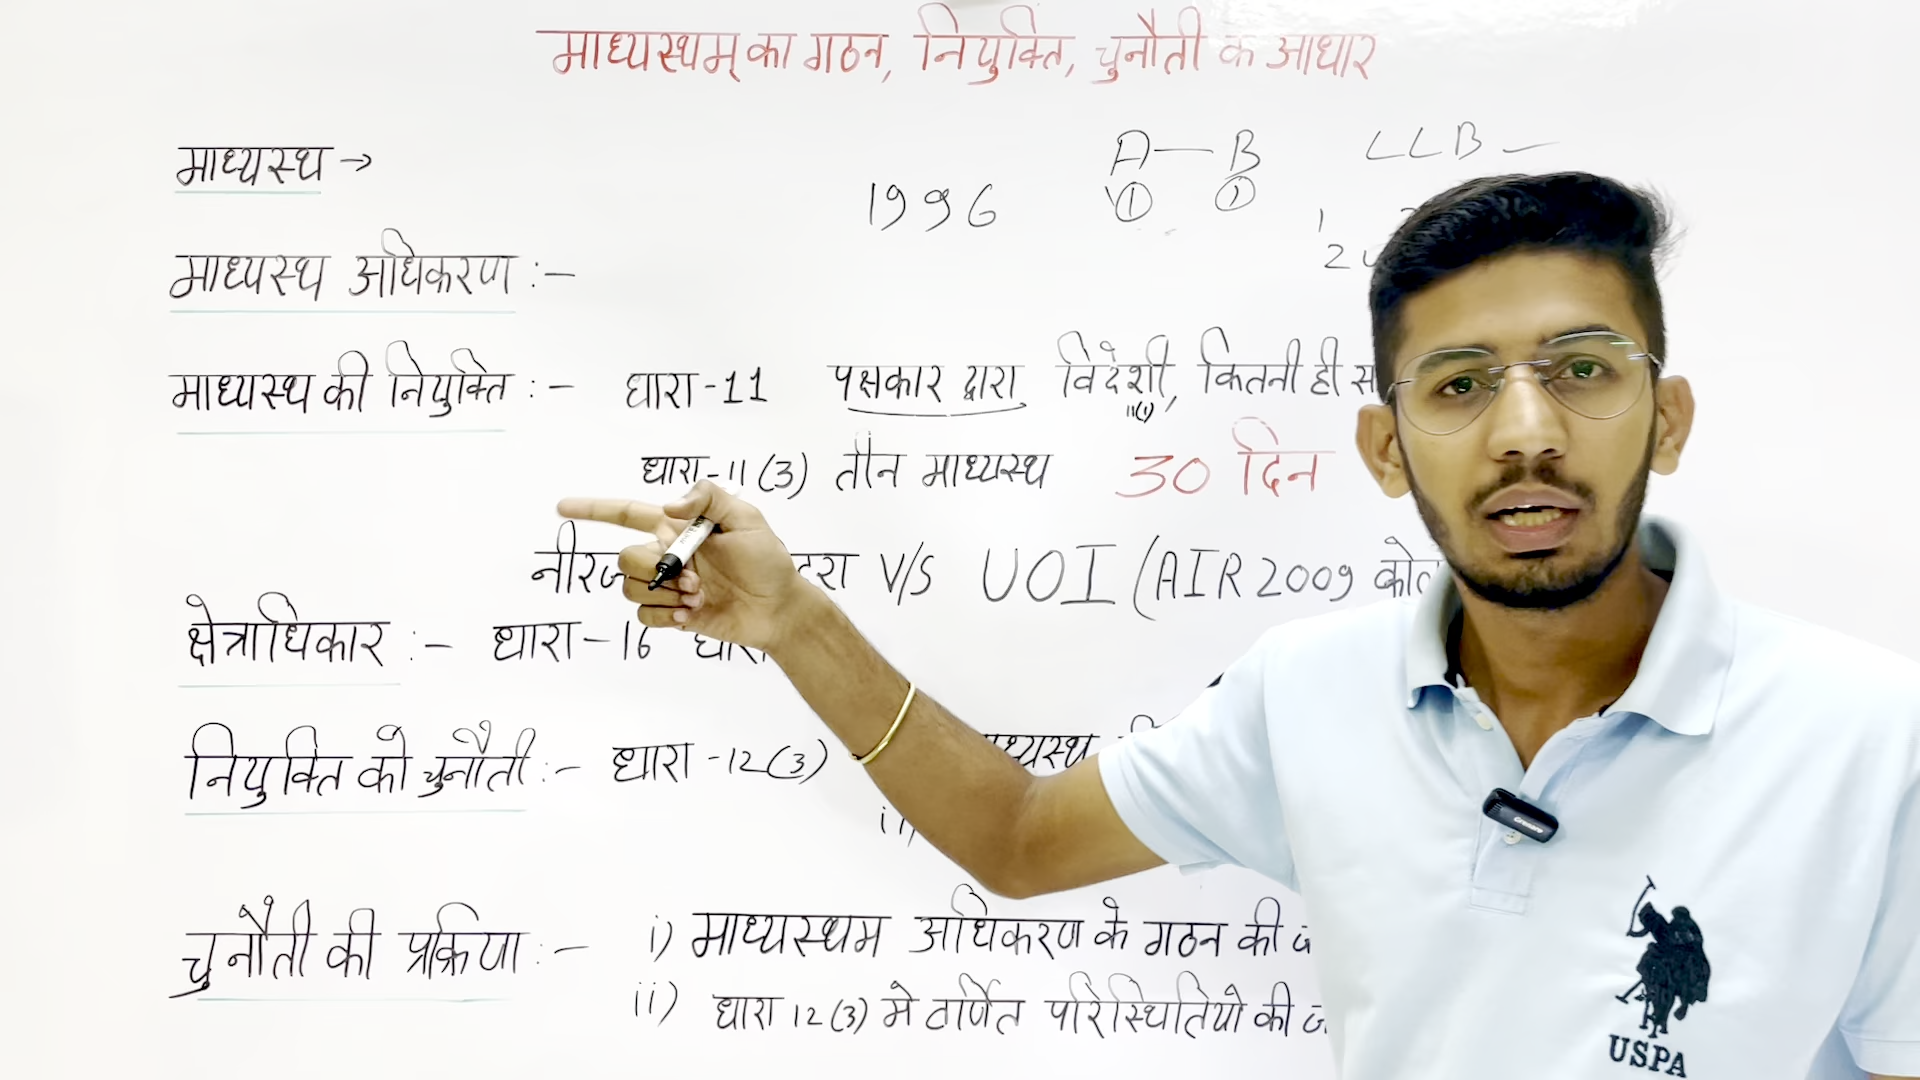 माध्यस्थम् का गठन, नियुक्ति, चुनौती के आधार
A — B
LLB —
माध्यस्थ →
1996
1 1
माध्यस्थ अधिकरण :-
माध्यस्थ की नियुक्ति :- धारा-11 पक्षकार द्वारा विदेशी, कितनी ही
11(1)
धारा-11(3) तीन माध्यस्थ 30 दिन
V/S UOI (AIR 2009
क्षेत्राधिकार :- धारा-16
नियुक्ति को चुनौती :- धारा-12(3)
चुनौती की प्रक्रिया :- i) माध्यस्थम अधिकरण के गठन की
ii) धारा 12(3) मे वर्णित परिस्थितियो की
USPA